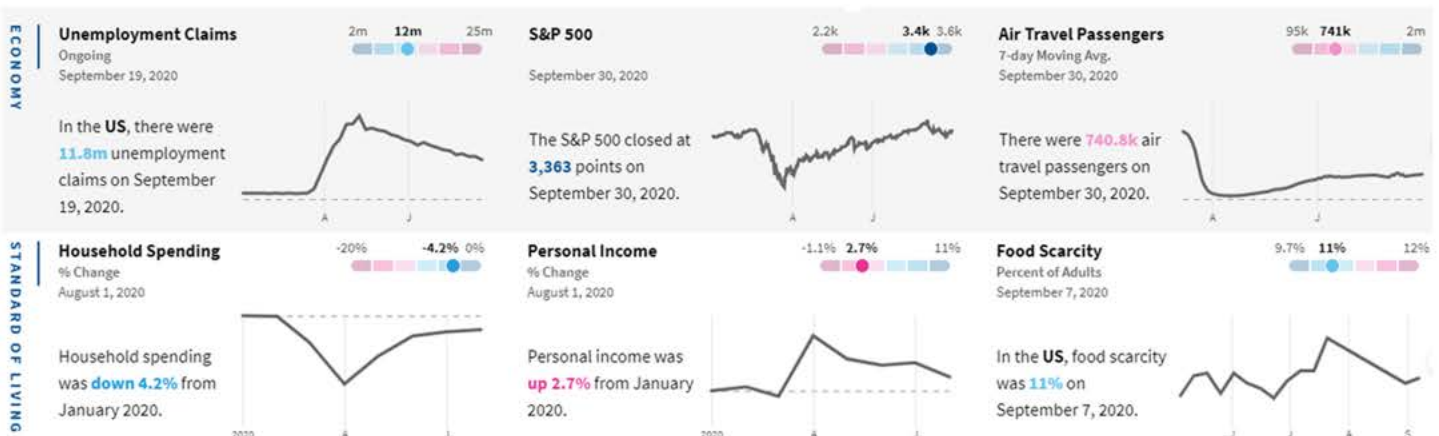 ECONOMY
Unemployment Claims
2m 12m 25m
Ongoing
September 19, 2020
In the US, there were
11.8m unemployment
claims on September
19, 2020.
A J
S&P 500
2.2k 3.4k 3.6k
September 30, 2020
The S&P 500 closed at
3,363 points on
September 30, 2020.
A J
Air Travel Passengers
95k 741k 2m
7-day Moving Avg.
September 30, 2020
There were 740.8k air
travel passengers on
September 30, 2020.
A J
STANDARD OF LIVING
Household Spending
-20% -4.2% 0%
% Change
August 1, 2020
Household spending
was down 4.2% from
January 2020.
2020 A J
Personal Income
-1.1% 2.7% 11%
% Change
August 1, 2020
Personal income was
up 2.7% from January
2020.
2020 A J
Food Scarcity
9.7% 11% 12%
Percent of Adults
September 7, 2020
In the US, food scarcity
was 11% on
September 7, 2020.
J J A S